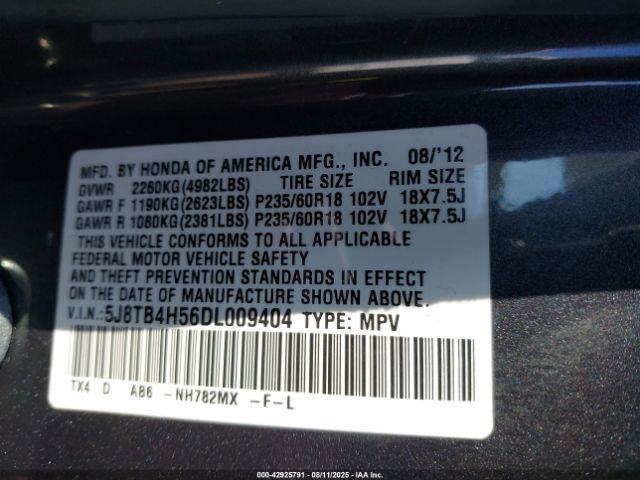 MFD. BY HONDA OF AMERICA MFG., INC. 08/'12
GVWR 2260KG(4982LBS) TIRE SIZE RIM SIZE
GAWR F 1190KG(2623LBS) P235/60R18 102V 18X7.5J
GAWR R 1080KG(2381LBS) P235/60R18 102V 18X7.5J
THIS VEHICLE CONFORMS TO ALL APPLICABLE
FEDERAL MOTOR VEHICLE SAFETY
AND THEFT PREVENTION STANDARDS IN EFFECT
ON THE DATE OF MANUFACTURE SHOWN ABOVE.
V.I.N.:5J8TB4H56DL009404 TYPE: MPV
TX4 D AB6 -NH782MX -F-L
000-42925791 - 08/11/2025 - IAAI.COM